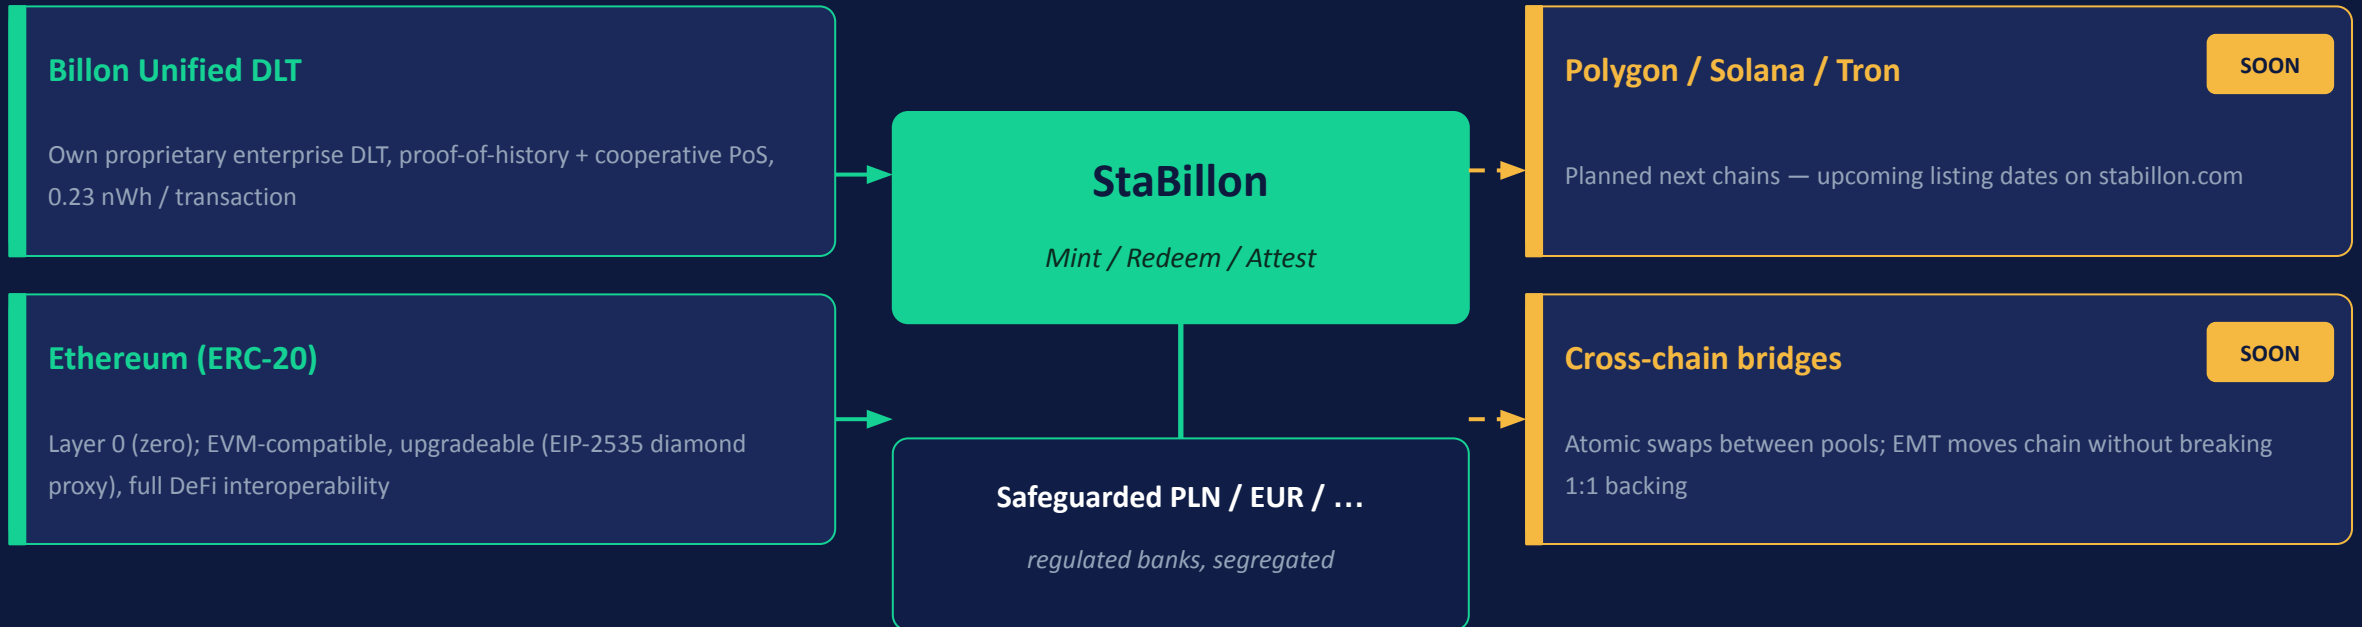 Billon Unified DLT
Own proprietary enterprise DLT, proof-of-history + cooperative PoS,
0.23 nWh / transaction
Ethereum (ERC-20)
Layer 0 (zero); EVM-compatible, upgradeable (EIP-2535 diamond
proxy), full DeFi interoperability
StaBillon
Mint / Redeem / Attest
Safeguarded PLN / EUR / …
regulated banks, segregated
Polygon / Solana / Tron
SOON
Planned next chains — upcoming listing dates on stabillon.com
Cross-chain bridges
SOON
Atomic swaps between pools; EMT moves chain without breaking
1:1 backing